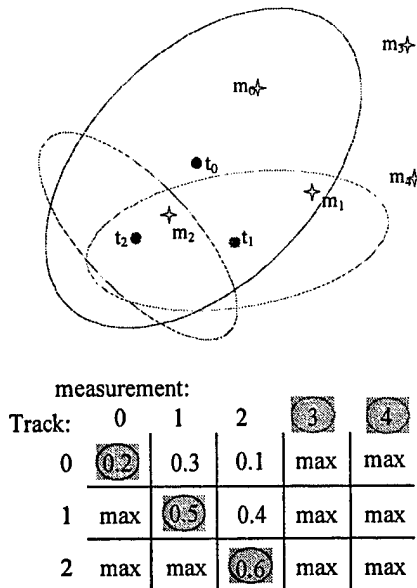 m₃
m₀
t₀
m₄
m₁
m₂
t₂
t₁
measurement:
Track: 0 1 2 3 4
0 0.2 0.3 0.1 max max
1 max 0.5 0.4 max max
2 max max 0.6 max max